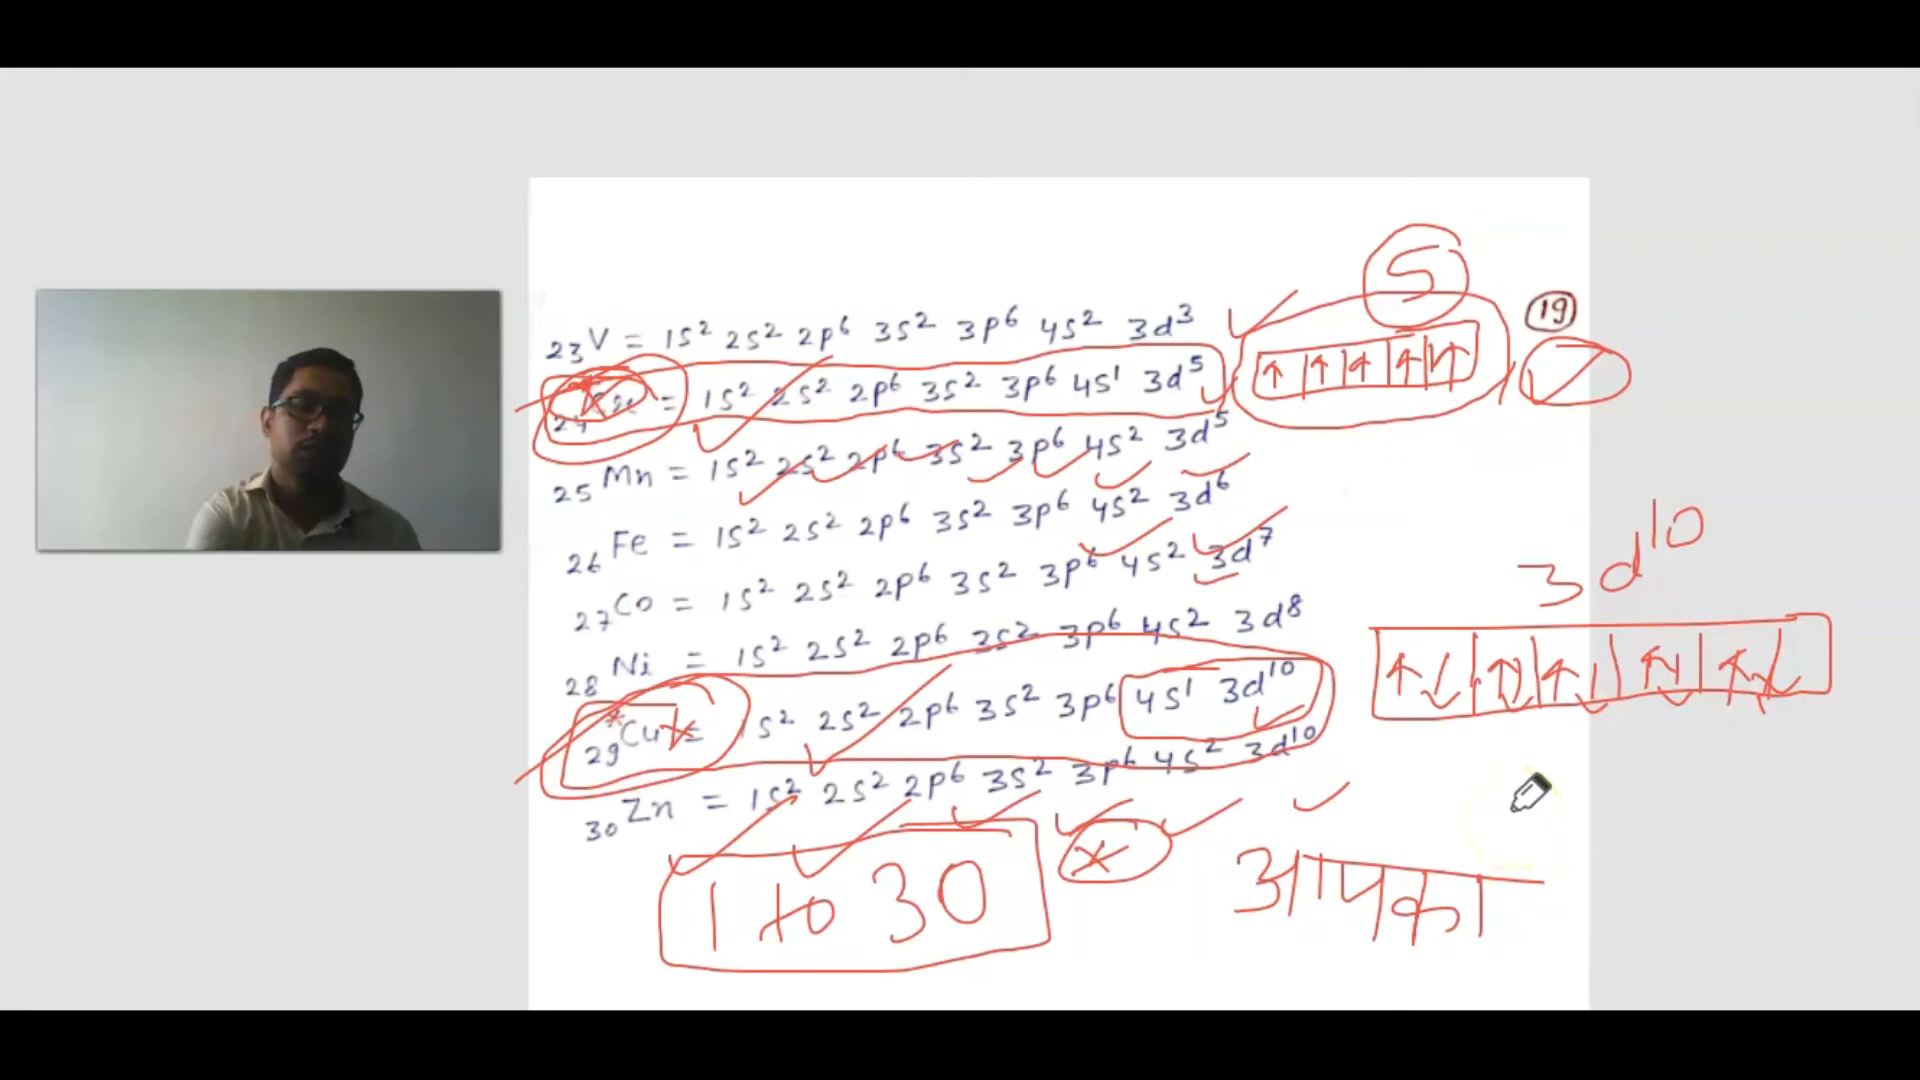 5
19
23V = 1s² 2s² 2p⁶ 3s² 3p⁶ 4s² 3d³
24 = 1s² 2s² 2p⁶ 3s² 3p⁶ 4s¹ 3d⁵
25Mn = 1s² 2s² 2p⁶ 3s² 3p⁶ 4s² 3d⁵
26Fe = 1s² 2s² 2p⁶ 3s² 3p⁶ 4s² 3d⁶
27Co = 1s² 2s² 2p⁶ 3s² 3p⁶ 4s² 3d⁷
3d¹⁰
28Ni = 1s² 2s² 2p⁶ 3s² 3p⁶ 4s² 3d⁸
*29Cu = 1s² 2s² 2p⁶ 3s² 3p⁶ 4s¹ 3d¹⁰
30Zn = 1s² 2s² 2p⁶ 3s² 3p⁶ 4s² 3d¹⁰
1 to 30
आपका